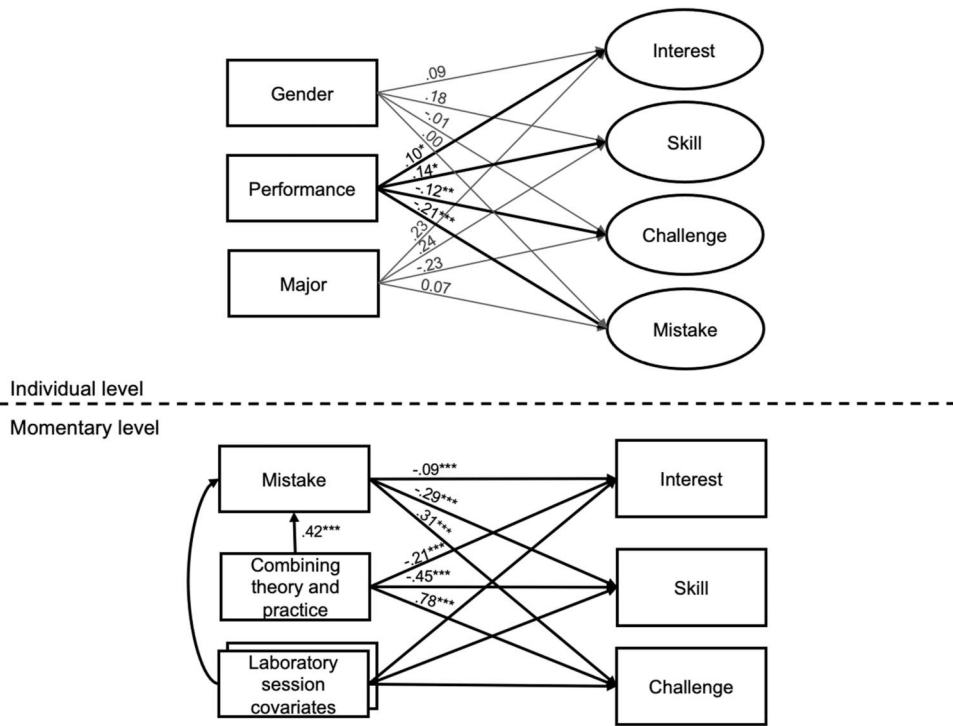 Interest
.09
Gender
.18
-.01
.00
Skill
.10*
.14*
Performance
-.12**
-.21***
.23
Challenge
.24
-.23
Major
0.07
Mistake
Individual level
Momentary level
Mistake
-.09***
Interest
-.29***
.31***
.42***
-.21***
Combining
theory and
practice
-.45***
Skill
.78***
Laboratory
session
covariates
Challenge